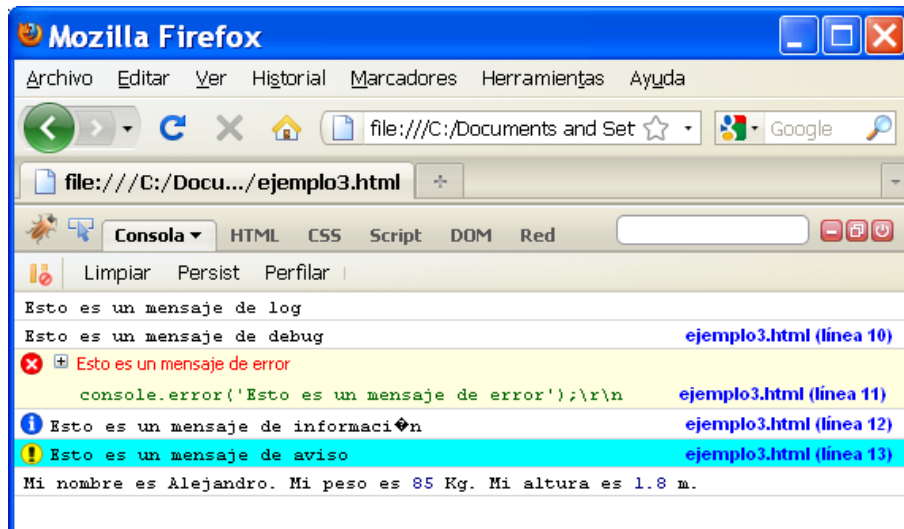 Mozilla Firefox
Archivo Editar Ver Historial Marcadores Herramientas Ayuda
file:///C:/Documents and Set Google
file:///C:/Docu.../ejemplo3.html
Consola HTML CSS Script DOM Red
Limpiar Persist Perfilar
Esto es un mensaje de log
Esto es un mensaje de debug ejemplo3.html (línea 10)
Esto es un mensaje de error
console.error('Esto es un mensaje de error');\r\n ejemplo3.html (línea 11)
Esto es un mensaje de informaci�n ejemplo3.html (línea 12)
Esto es un mensaje de aviso ejemplo3.html (línea 13)
Mi nombre es Alejandro. Mi peso es 85 Kg. Mi altura es 1.8 m.